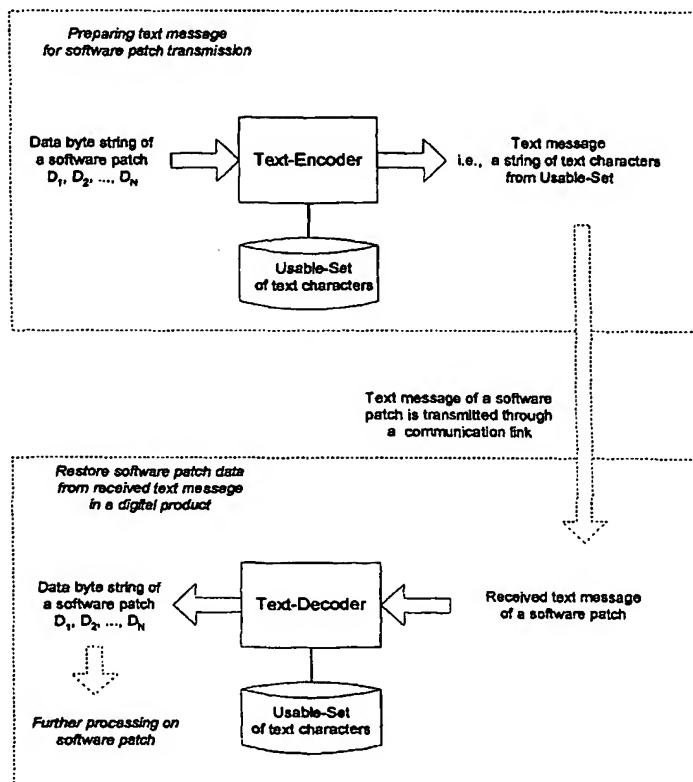 Preparing text message
for software patch transmission
Data byte string of
a software patch
D1, D2, ..., DN
Text-Encoder
Text message
i.e., a string of text characters
from Usable-Set
Usable-Set
of text characters
Text message of a software
patch is transmitted through
a communication link
Restore software patch data
from received text message
in a digital product
Data byte string of
a software patch
D1, D2, ..., DN
Text-Decoder
Received text message
of a software patch
Usable-Set
of text characters
Further processing on
software patch